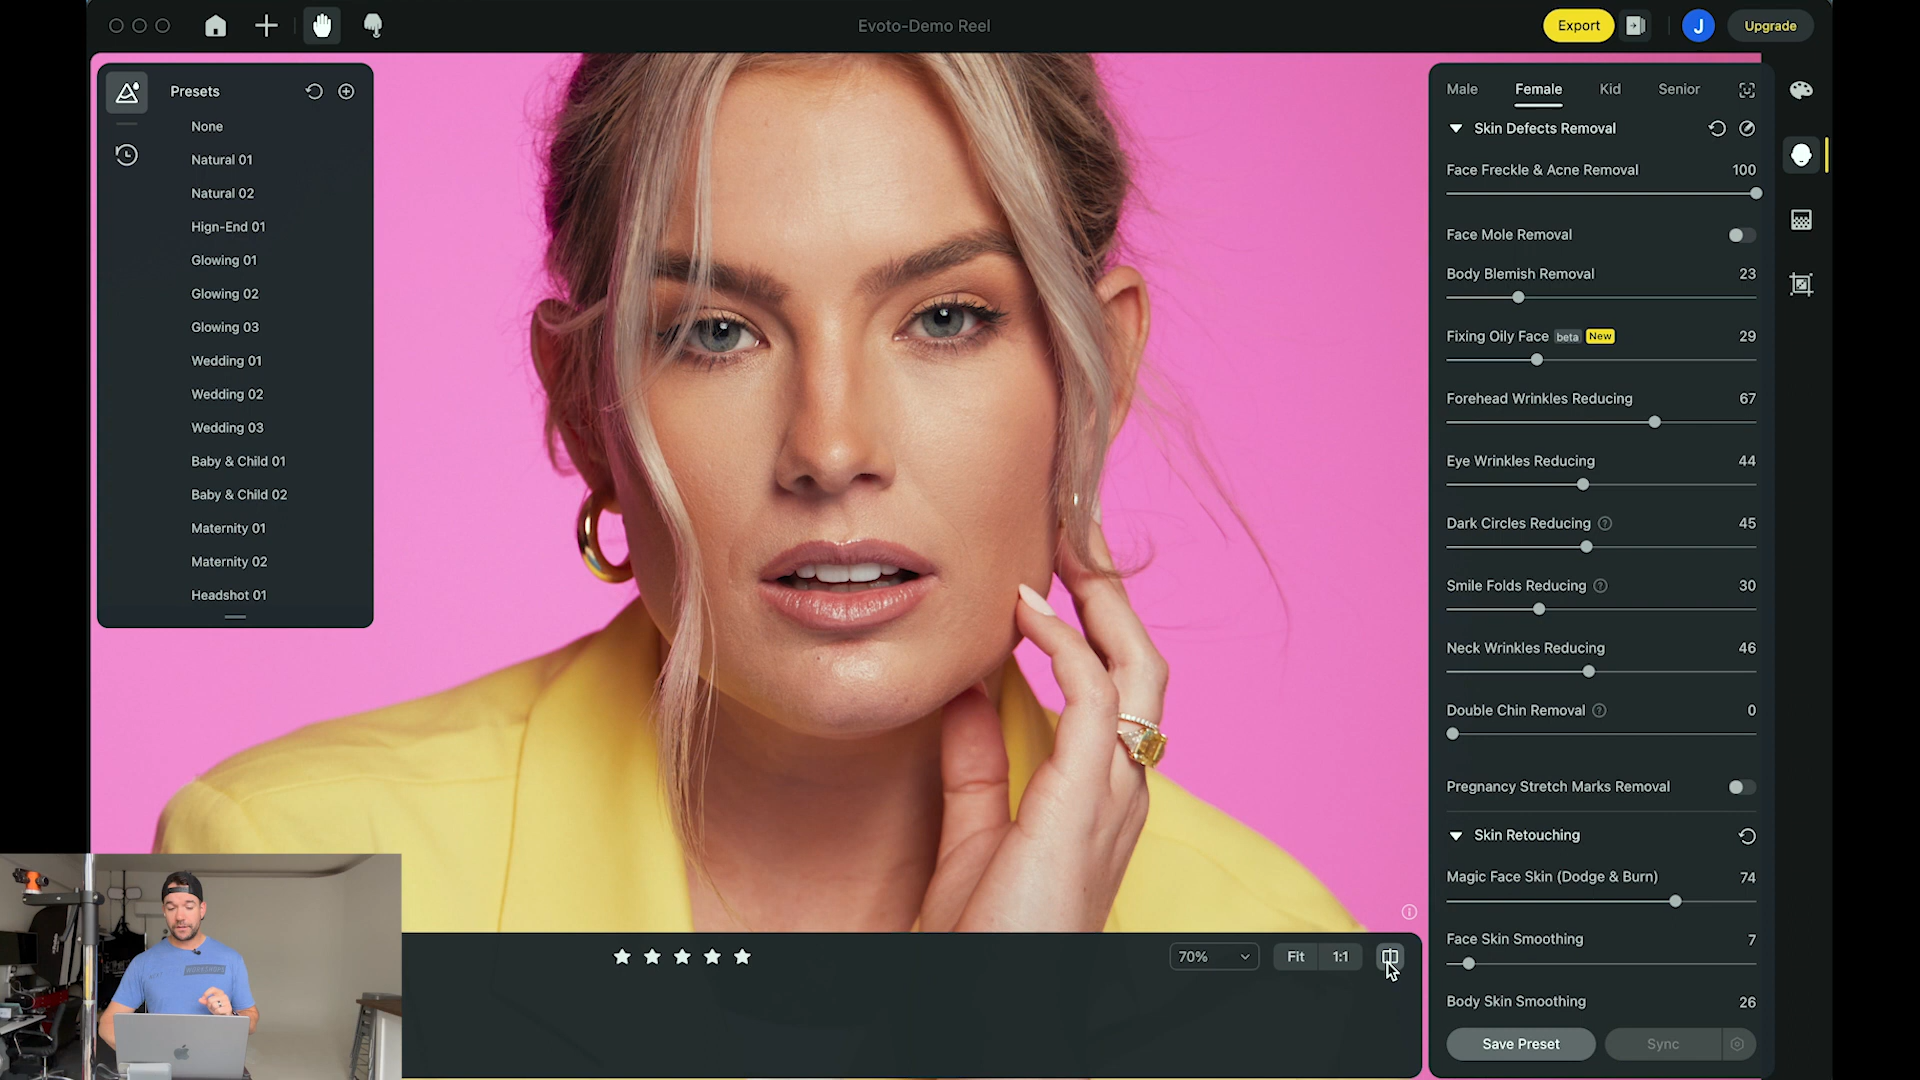 Evoto-Demo Reel
Export
J
Upgrade
Presets
None
Natural 01
Natural 02
Hign-End 01
Glowing 01
Glowing 02
Glowing 03
Wedding 01
Wedding 02
Wedding 03
Baby & Child 01
Baby & Child 02
Maternity 01
Maternity 02
Headshot 01
Male Female Kid Senior
Skin Defects Removal
Face Freckle & Acne Removal 100
Face Mole Removal
Body Blemish Removal 23
Fixing Oily Face beta New 29
Forehead Wrinkles Reducing 67
Eye Wrinkles Reducing 44
Dark Circles Reducing ? 45
Smile Folds Reducing ? 30
Neck Wrinkles Reducing 46
Double Chin Removal ? 0
Pregnancy Stretch Marks Removal
Skin Retouching
Magic Face Skin (Dodge & Burn) 74
Face Skin Smoothing 7
Body Skin Smoothing 26
Save Preset Sync
70% Fit 1:1